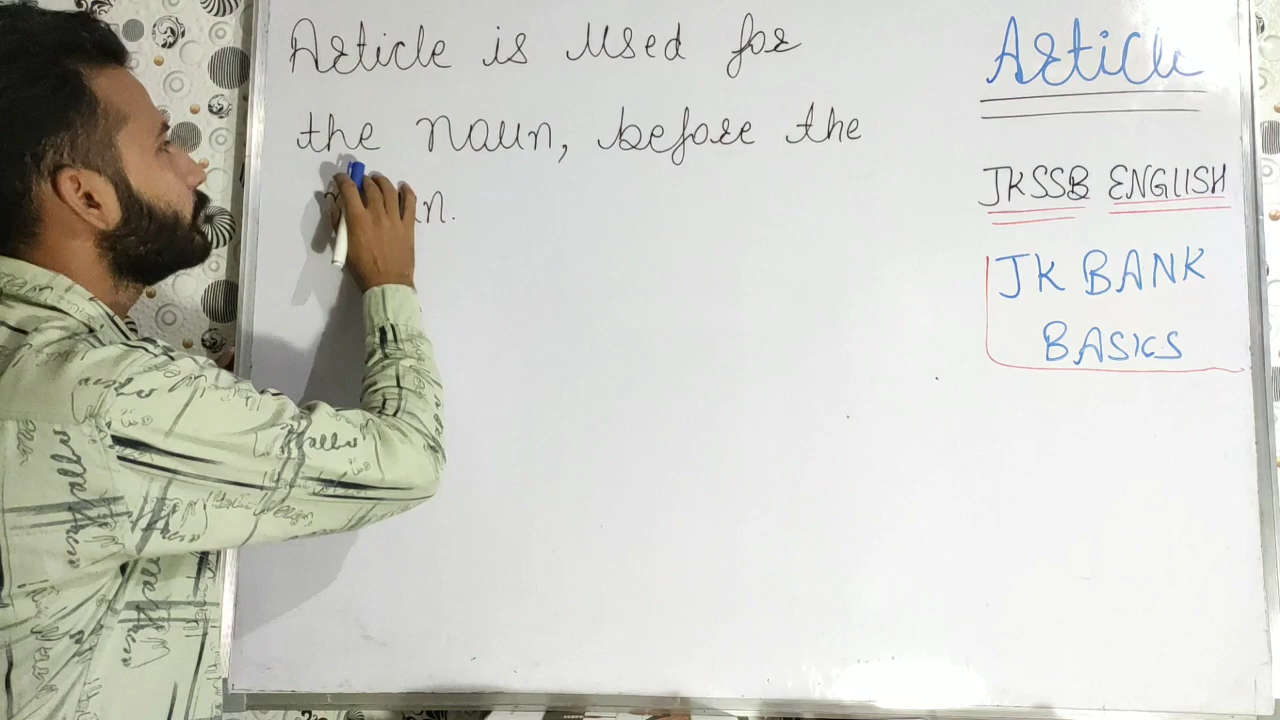 Article is used for
the noun, before the
Article
JKSSB ENGLISH
JK BANK
BASICS